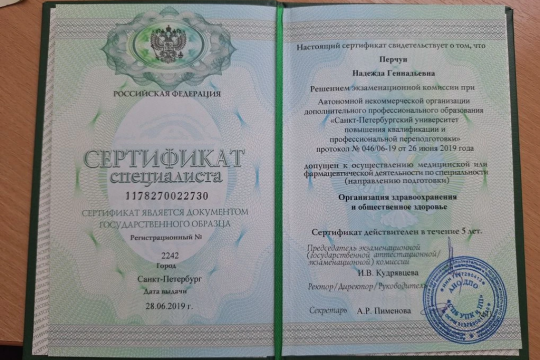 РОССИЙСКАЯ ФЕДЕРАЦИЯ
СЕРТИФИКАТ
специалиста
1178270022730
СЕРТИФИКАТ ЯВЛЯЕТСЯ ДОКУМЕНТОМ
ГОСУДАРСТВЕННОГО ОБРАЗЦА
Регистрационный №
2242
Город
Санкт-Петербург
Дата выдачи
28.06.2019 г.
Настоящий сертификат свидетельствует о том, что
Перчун
Надежда Геннадьевна
Решением экзаменационной комиссии при
Автономной некоммерческой организации
дополнительного профессионального образования
«Санкт-Петербургский университет
повышения квалификации и
профессиональной переподготовки»
протокол № 046/06-19 от 26 июня 2019 года
допущен к осуществлению медицинской или
фармацевтической деятельности по специальности
(направлению подготовки)
Организация здравоохранения
и общественное здоровье
Сертификат действителен в течение 5 лет.
Председатель экзаменационной
(государственной аттестационной/
экзаменационной) комиссии
И.В. Кудрявцева
Ректор/Директор/Руководитель
Секретарь А.Р. Пименова
АНО ДПО